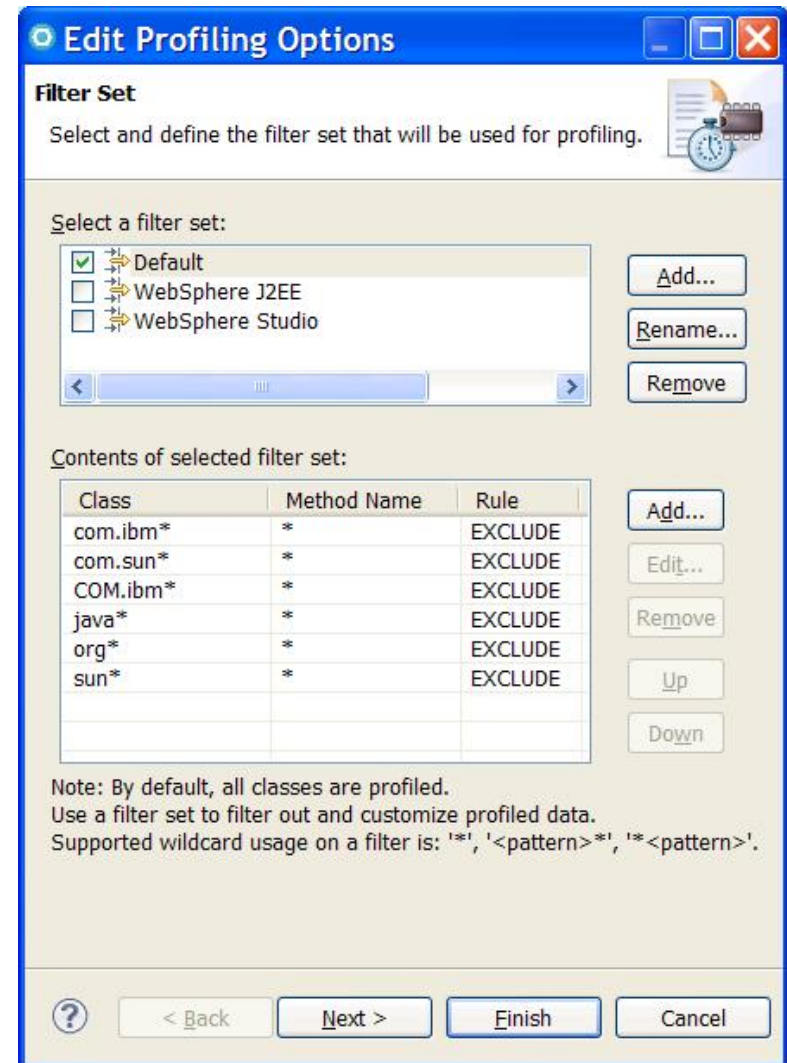 Edit Profiling Options
Filter Set
Select and define the filter set that will be used for profiling.
Select a filter set:
Default
WebSphere J2EE
WebSphere Studio
Add...
Rename...
Remove
Contents of selected filter set:
Class Method Name Rule
com.ibm* * EXCLUDE
com.sun* * EXCLUDE
COM.ibm* * EXCLUDE
java* * EXCLUDE
org* * EXCLUDE
sun* * EXCLUDE
Add...
Edit...
Remove
Up
Down
Note: By default, all classes are profiled.
Use a filter set to filter out and customize profiled data.
Supported wildcard usage on a filter is: '*', '<pattern>*', '*<pattern>'.
? < Back Next > Finish Cancel